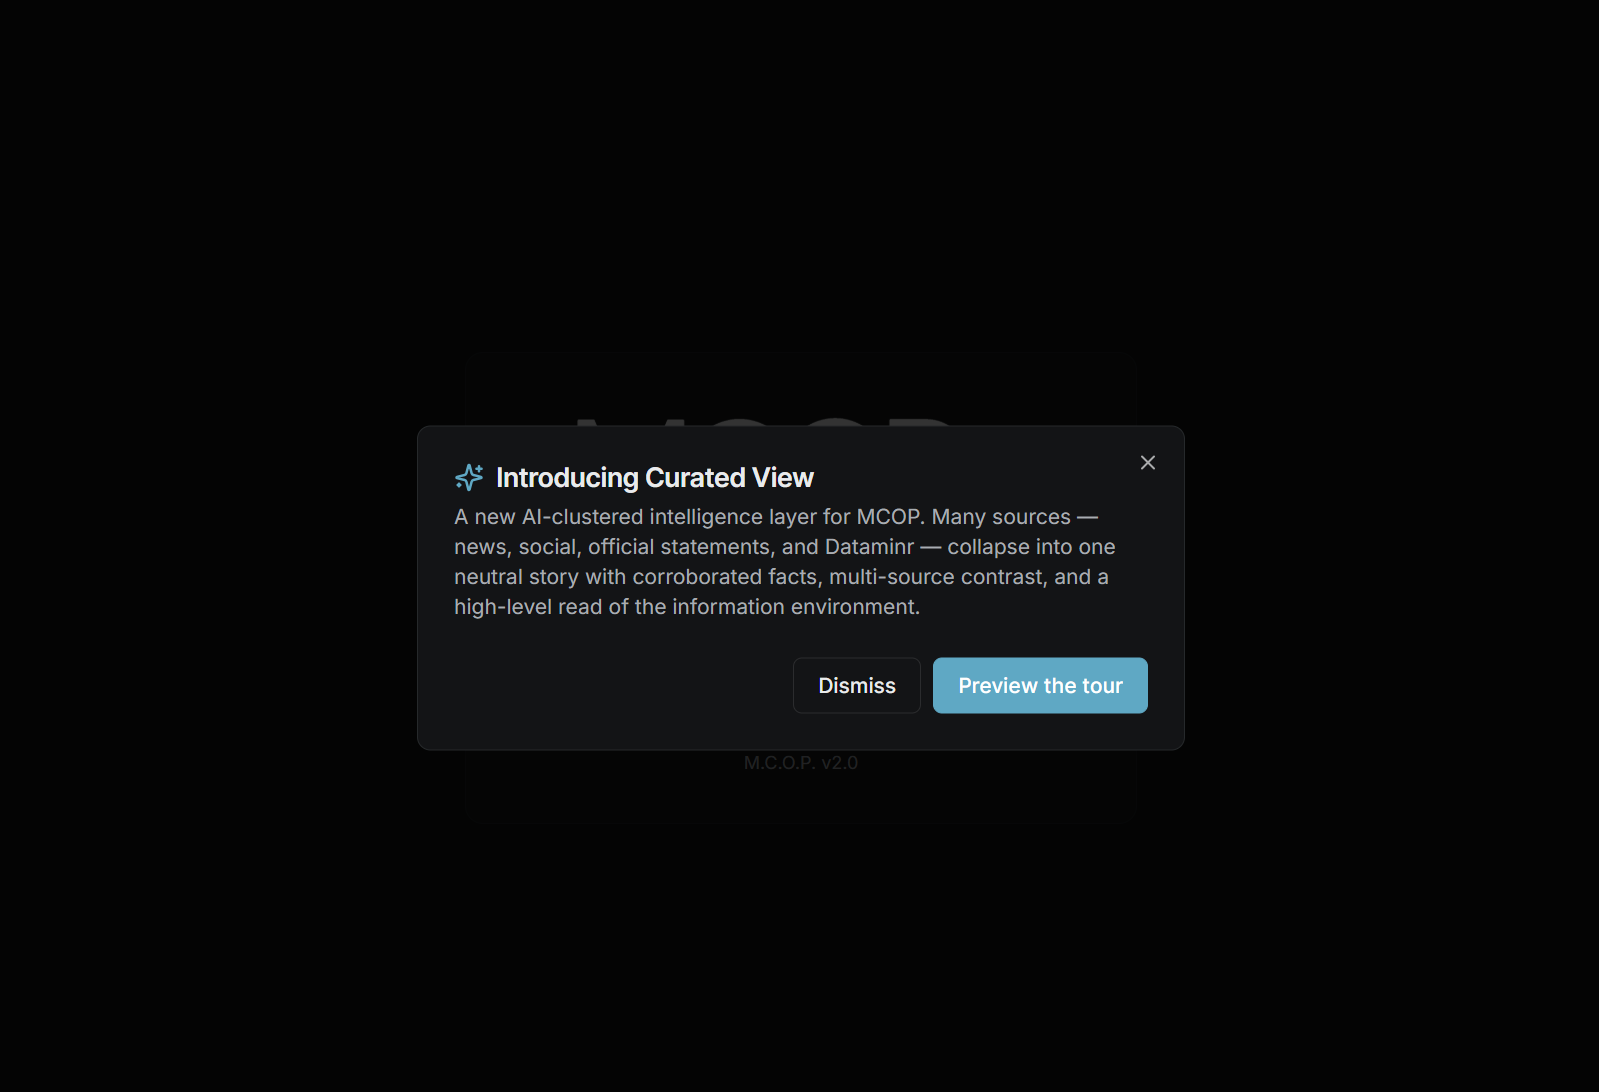 MCOP
Introducing Curated View
A new AI-clustered intelligence layer for MCOP. Many sources —
news, social, official statements, and Dataminr — collapse into one
neutral story with corroborated facts, multi-source contrast, and a
high-level read of the information environment.
Dismiss
Preview the tour
M.C.O.P. v2.0